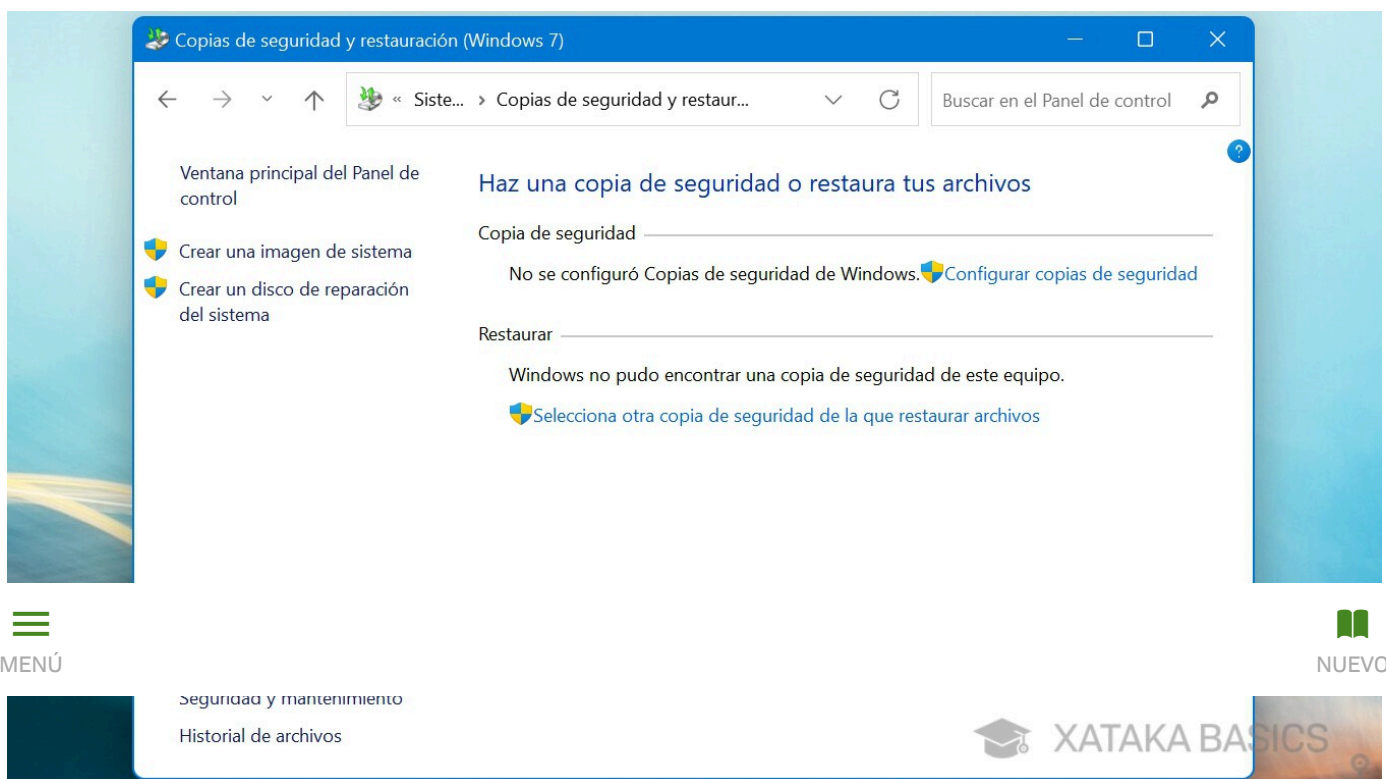 Copias de seguridad y restauración (Windows 7)
« Siste... › Copias de seguridad y restaur...
Buscar en el Panel de control
?
Ventana principal del Panel de
control
Crear una imagen de sistema
Crear un disco de reparación
del sistema
Haz una copia de seguridad o restaura tus archivos
Copia de seguridad
No se configuró Copias de seguridad de Windows. Configurar copias de seguridad
Restaurar
Windows no pudo encontrar una copia de seguridad de este equipo.
Selecciona otra copia de seguridad de la que restaurar archivos
MENÚ
NUEVO
Seguridad y mantenimiento
Historial de archivos
XATAKA BASICS